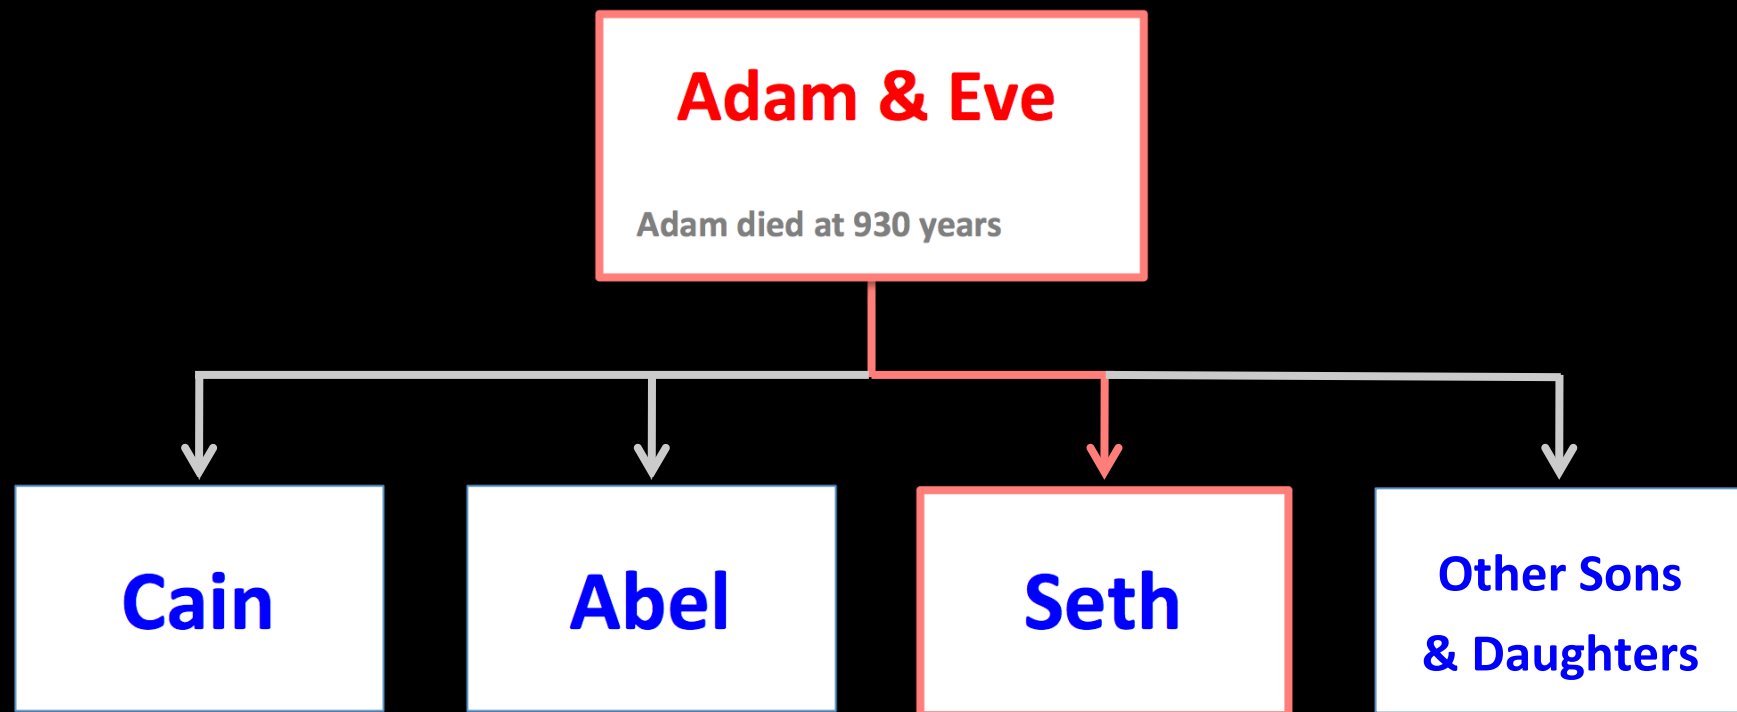 Adam & Eve
Adam died at 930 years
Cain
Abel
Seth
Other Sons
& Daughters